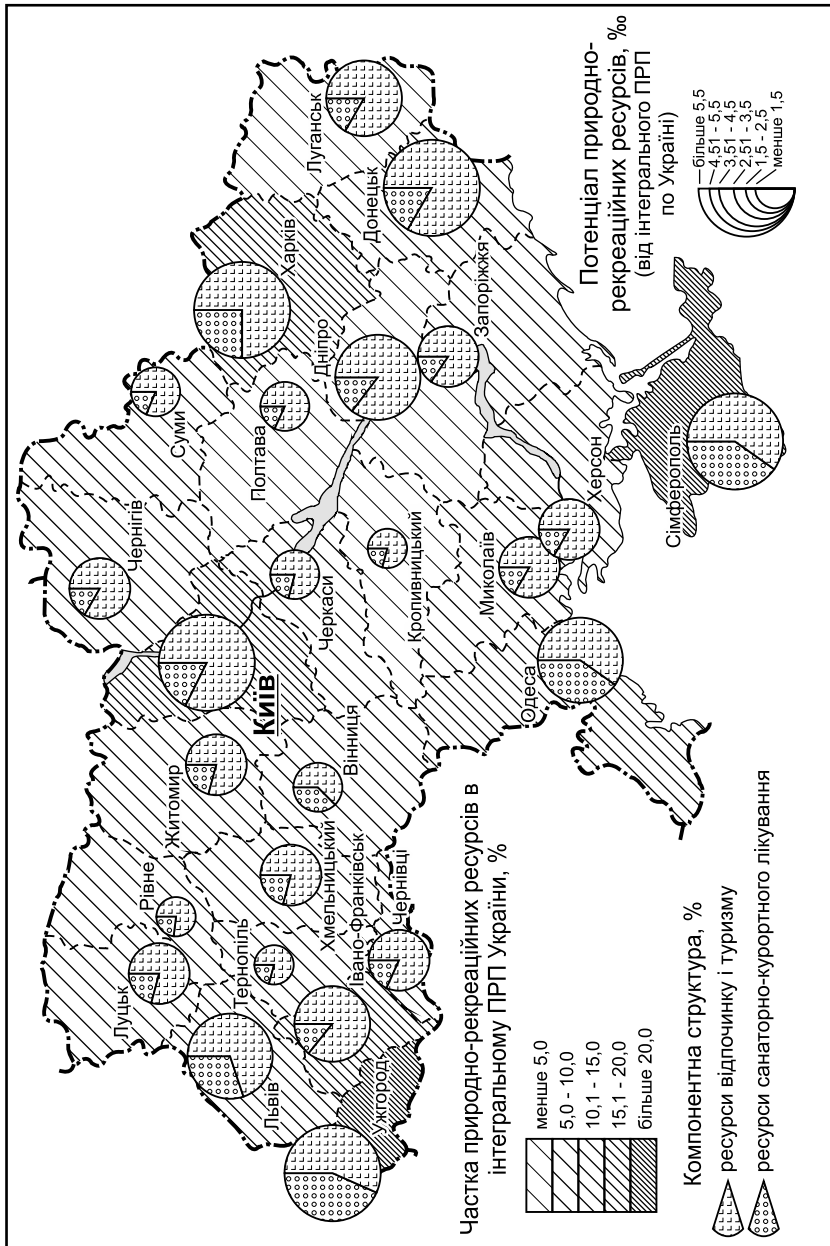 Луцьк
Рівне
Житомир
Київ
Чернігів
Суми
Харків
Луганськ
Львів
Тернопіль
Хмельницький
Вінниця
Черкаси
Полтава
Дніпро
Донецьк
Ужгород
Івано-Франківськ
Чернівці
Кропивницький
Запоріжжя
Одеса
Миколаїв
Херсон
Сімферополь
Частка природно-рекреаційних ресурсів в
інтегральному ПРП України, %
менше 5,0
5,0 - 10,0
10,1 - 15,0
15,1 - 20,0
більше 20,0
Компонентна структура, %
ресурси відпочинку і туризму
ресурси санаторно-курортного лікування
Потенціал природно-
рекреаційних ресурсів, ‰
(від інтегрального ПРП
по Україні)
більше 5,5
4,51 - 5,5
3,51 - 4,5
2,51 - 3,5
1,5 - 2,5
менше 1,5